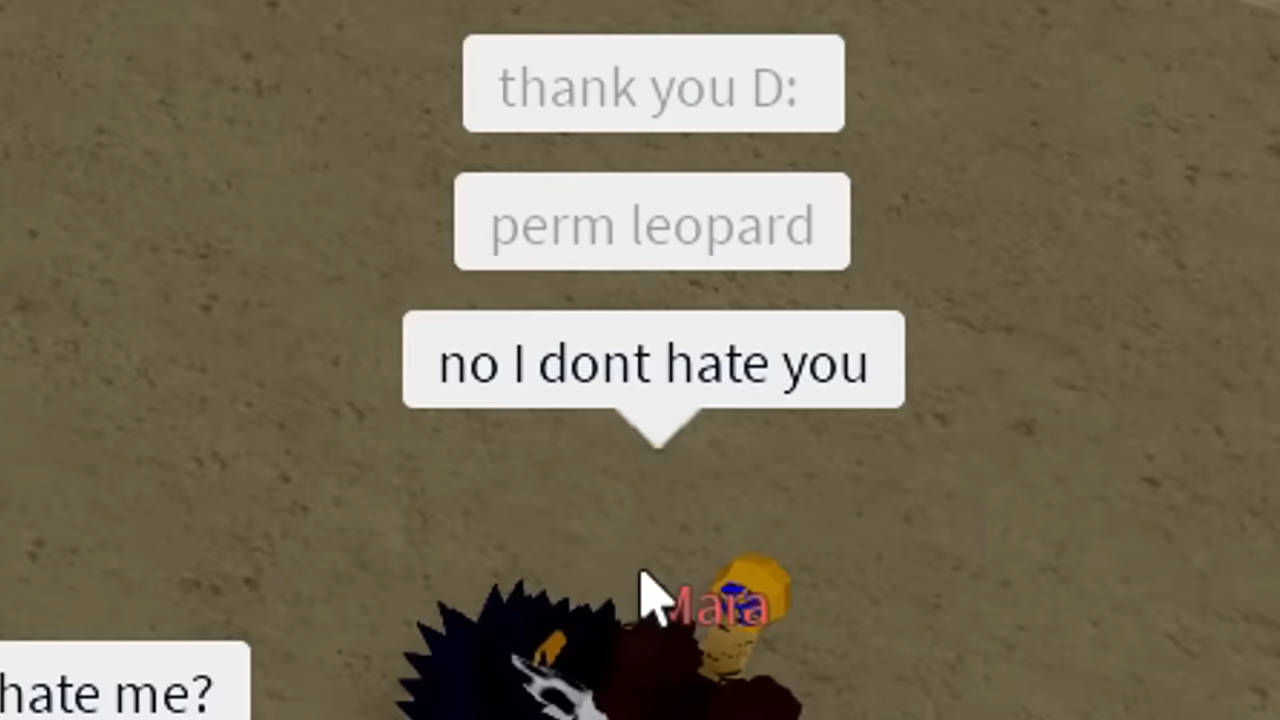 thank you D:
perm leopard
no I dont hate you
Mara
hate me?